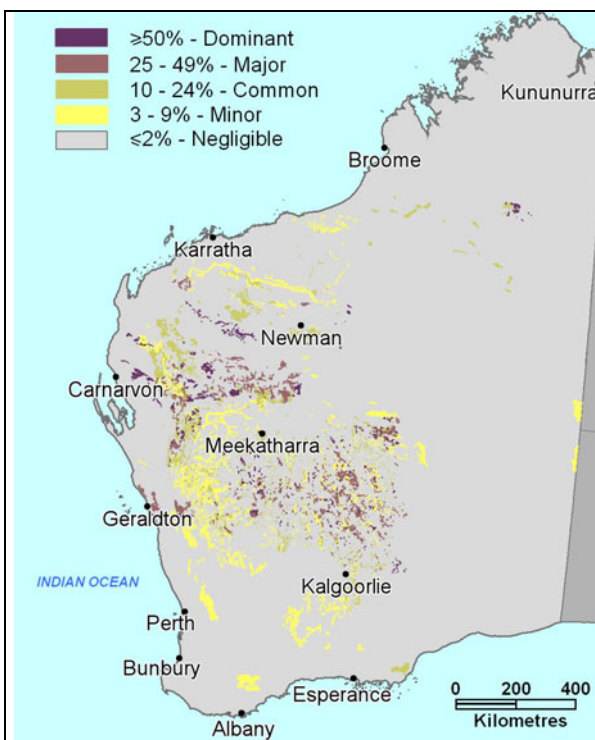 ≥50% - Dominant
25 - 49% - Major
10 - 24% - Common
3 - 9% - Minor
≤2% - Negligible
Kununurra
Broome
Karratha
Newman
Carnarvon
Meekatharra
Geraldton
INDIAN OCEAN
Kalgoorlie
Perth
Bunbury
Esperance
Albany
0 200 400
Kilometres